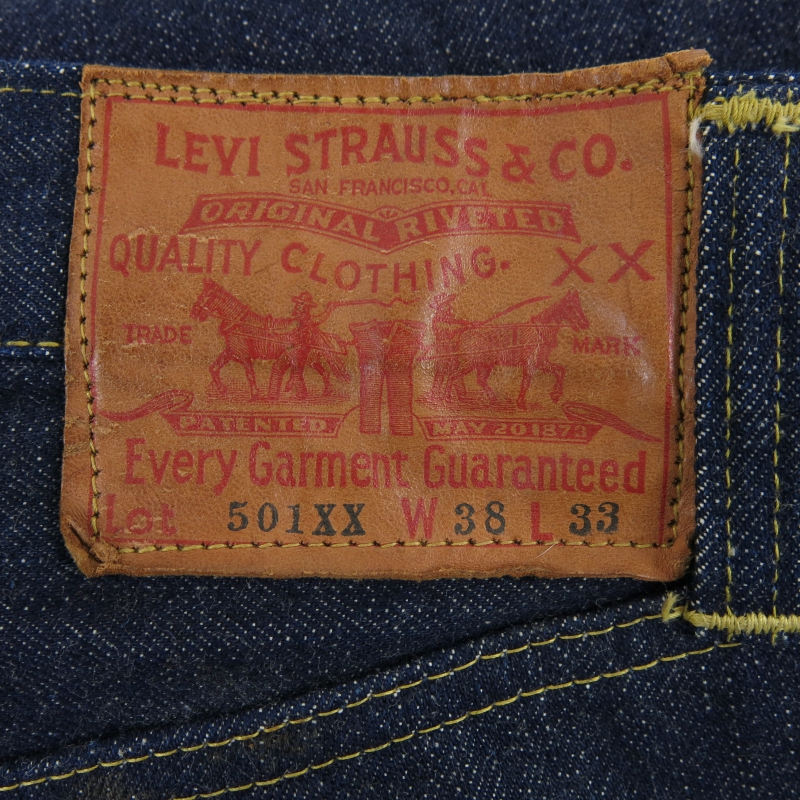 LEVI STRAUSS & CO.
SAN FRANCISCO, CAL.
ORIGINAL RIVETED
QUALITY CLOTHING. XX
TRADE MARK
PATENTED MAY 20 1873
Every Garment Guaranteed
Lot 501XX W 38 L 33